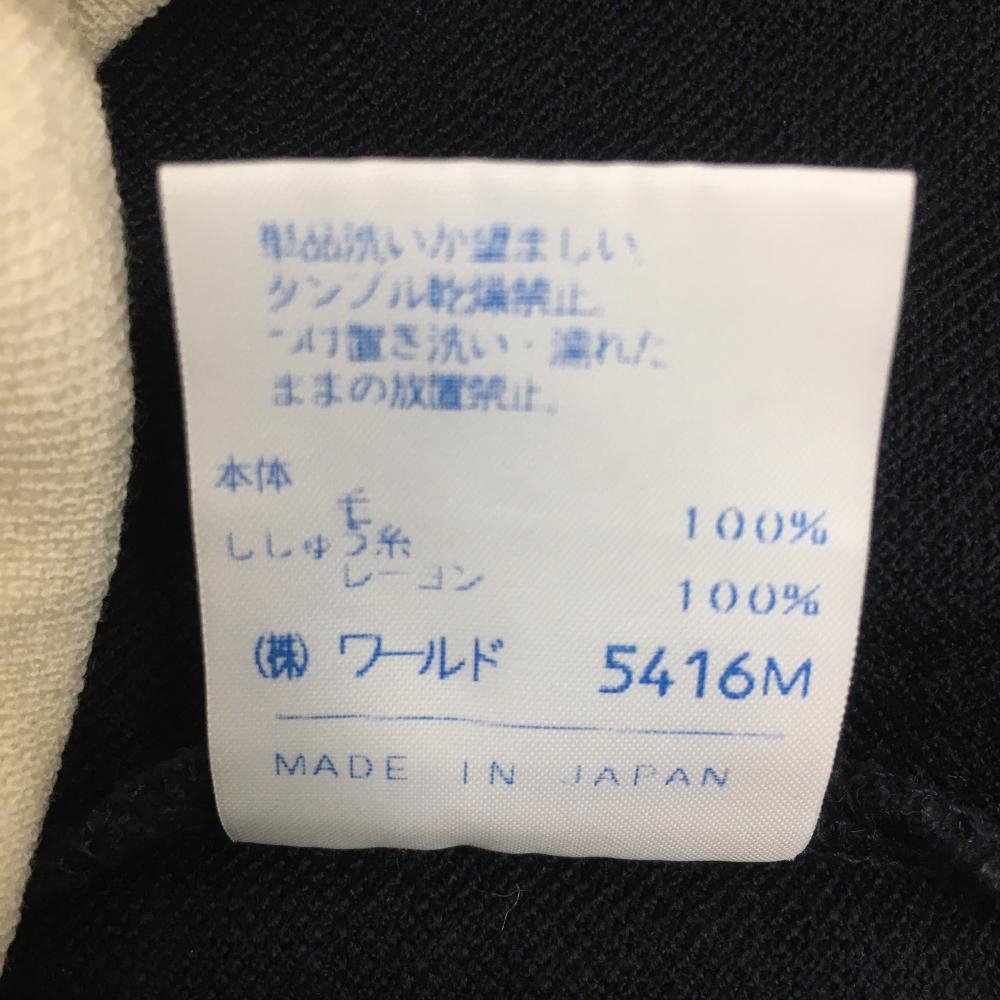 単品洗いが望ましい。
タンブル乾燥禁止。
つけ置き洗い・濡れた
ままの放置禁止。
本体
毛 100%
ししゅう糸
レーヨン 100%
(株) ワールド 5416M
MADE IN JAPAN